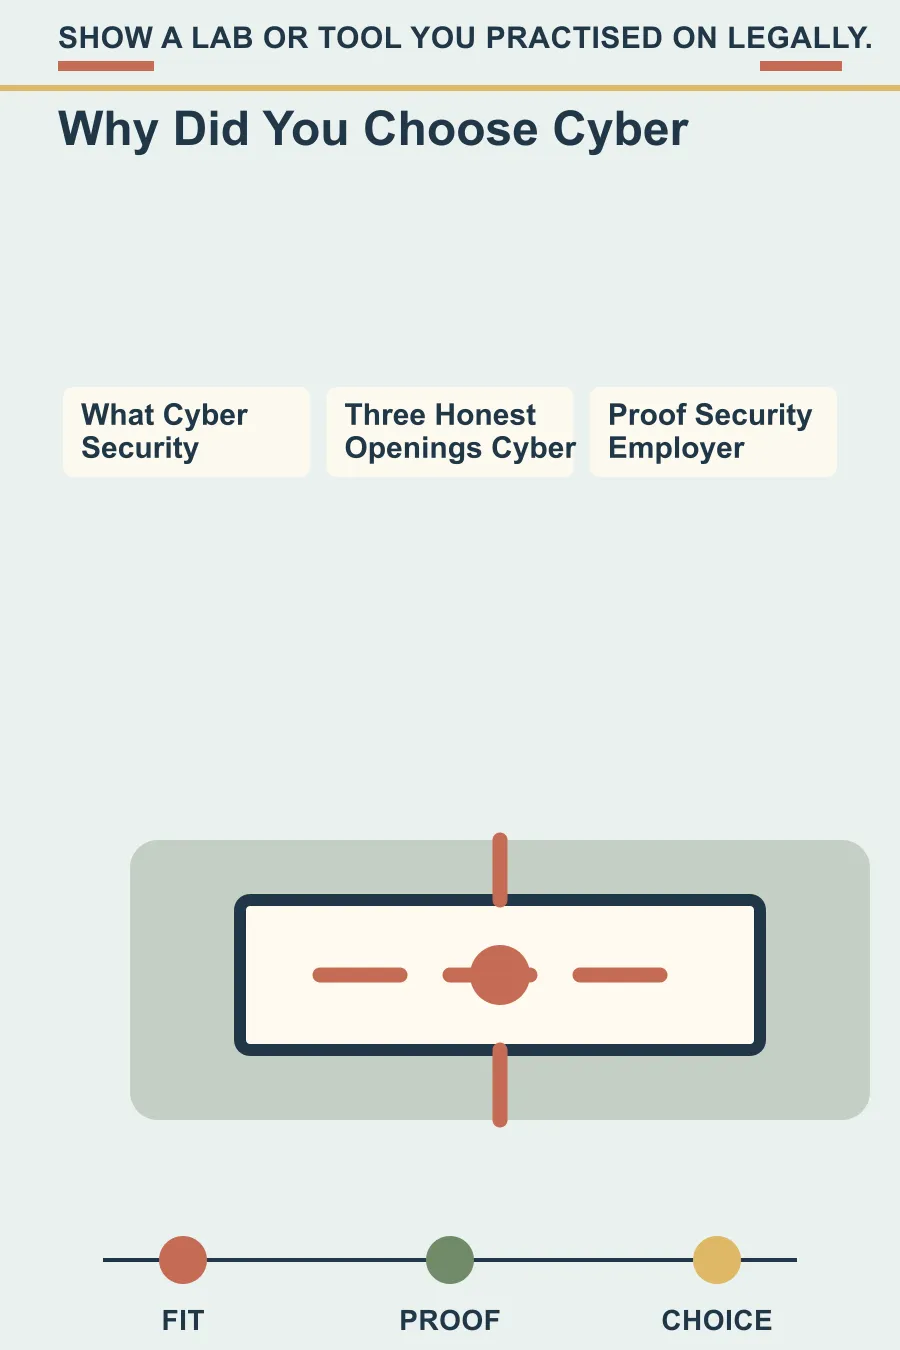 SHOW A LAB OR TOOL YOU PRACTISED ON LEGALLY.
Why Did You Choose Cyber
What Cyber
Security
Three Honest
Openings Cyber
Proof Security
Employer
FIT
PROOF
CHOICE